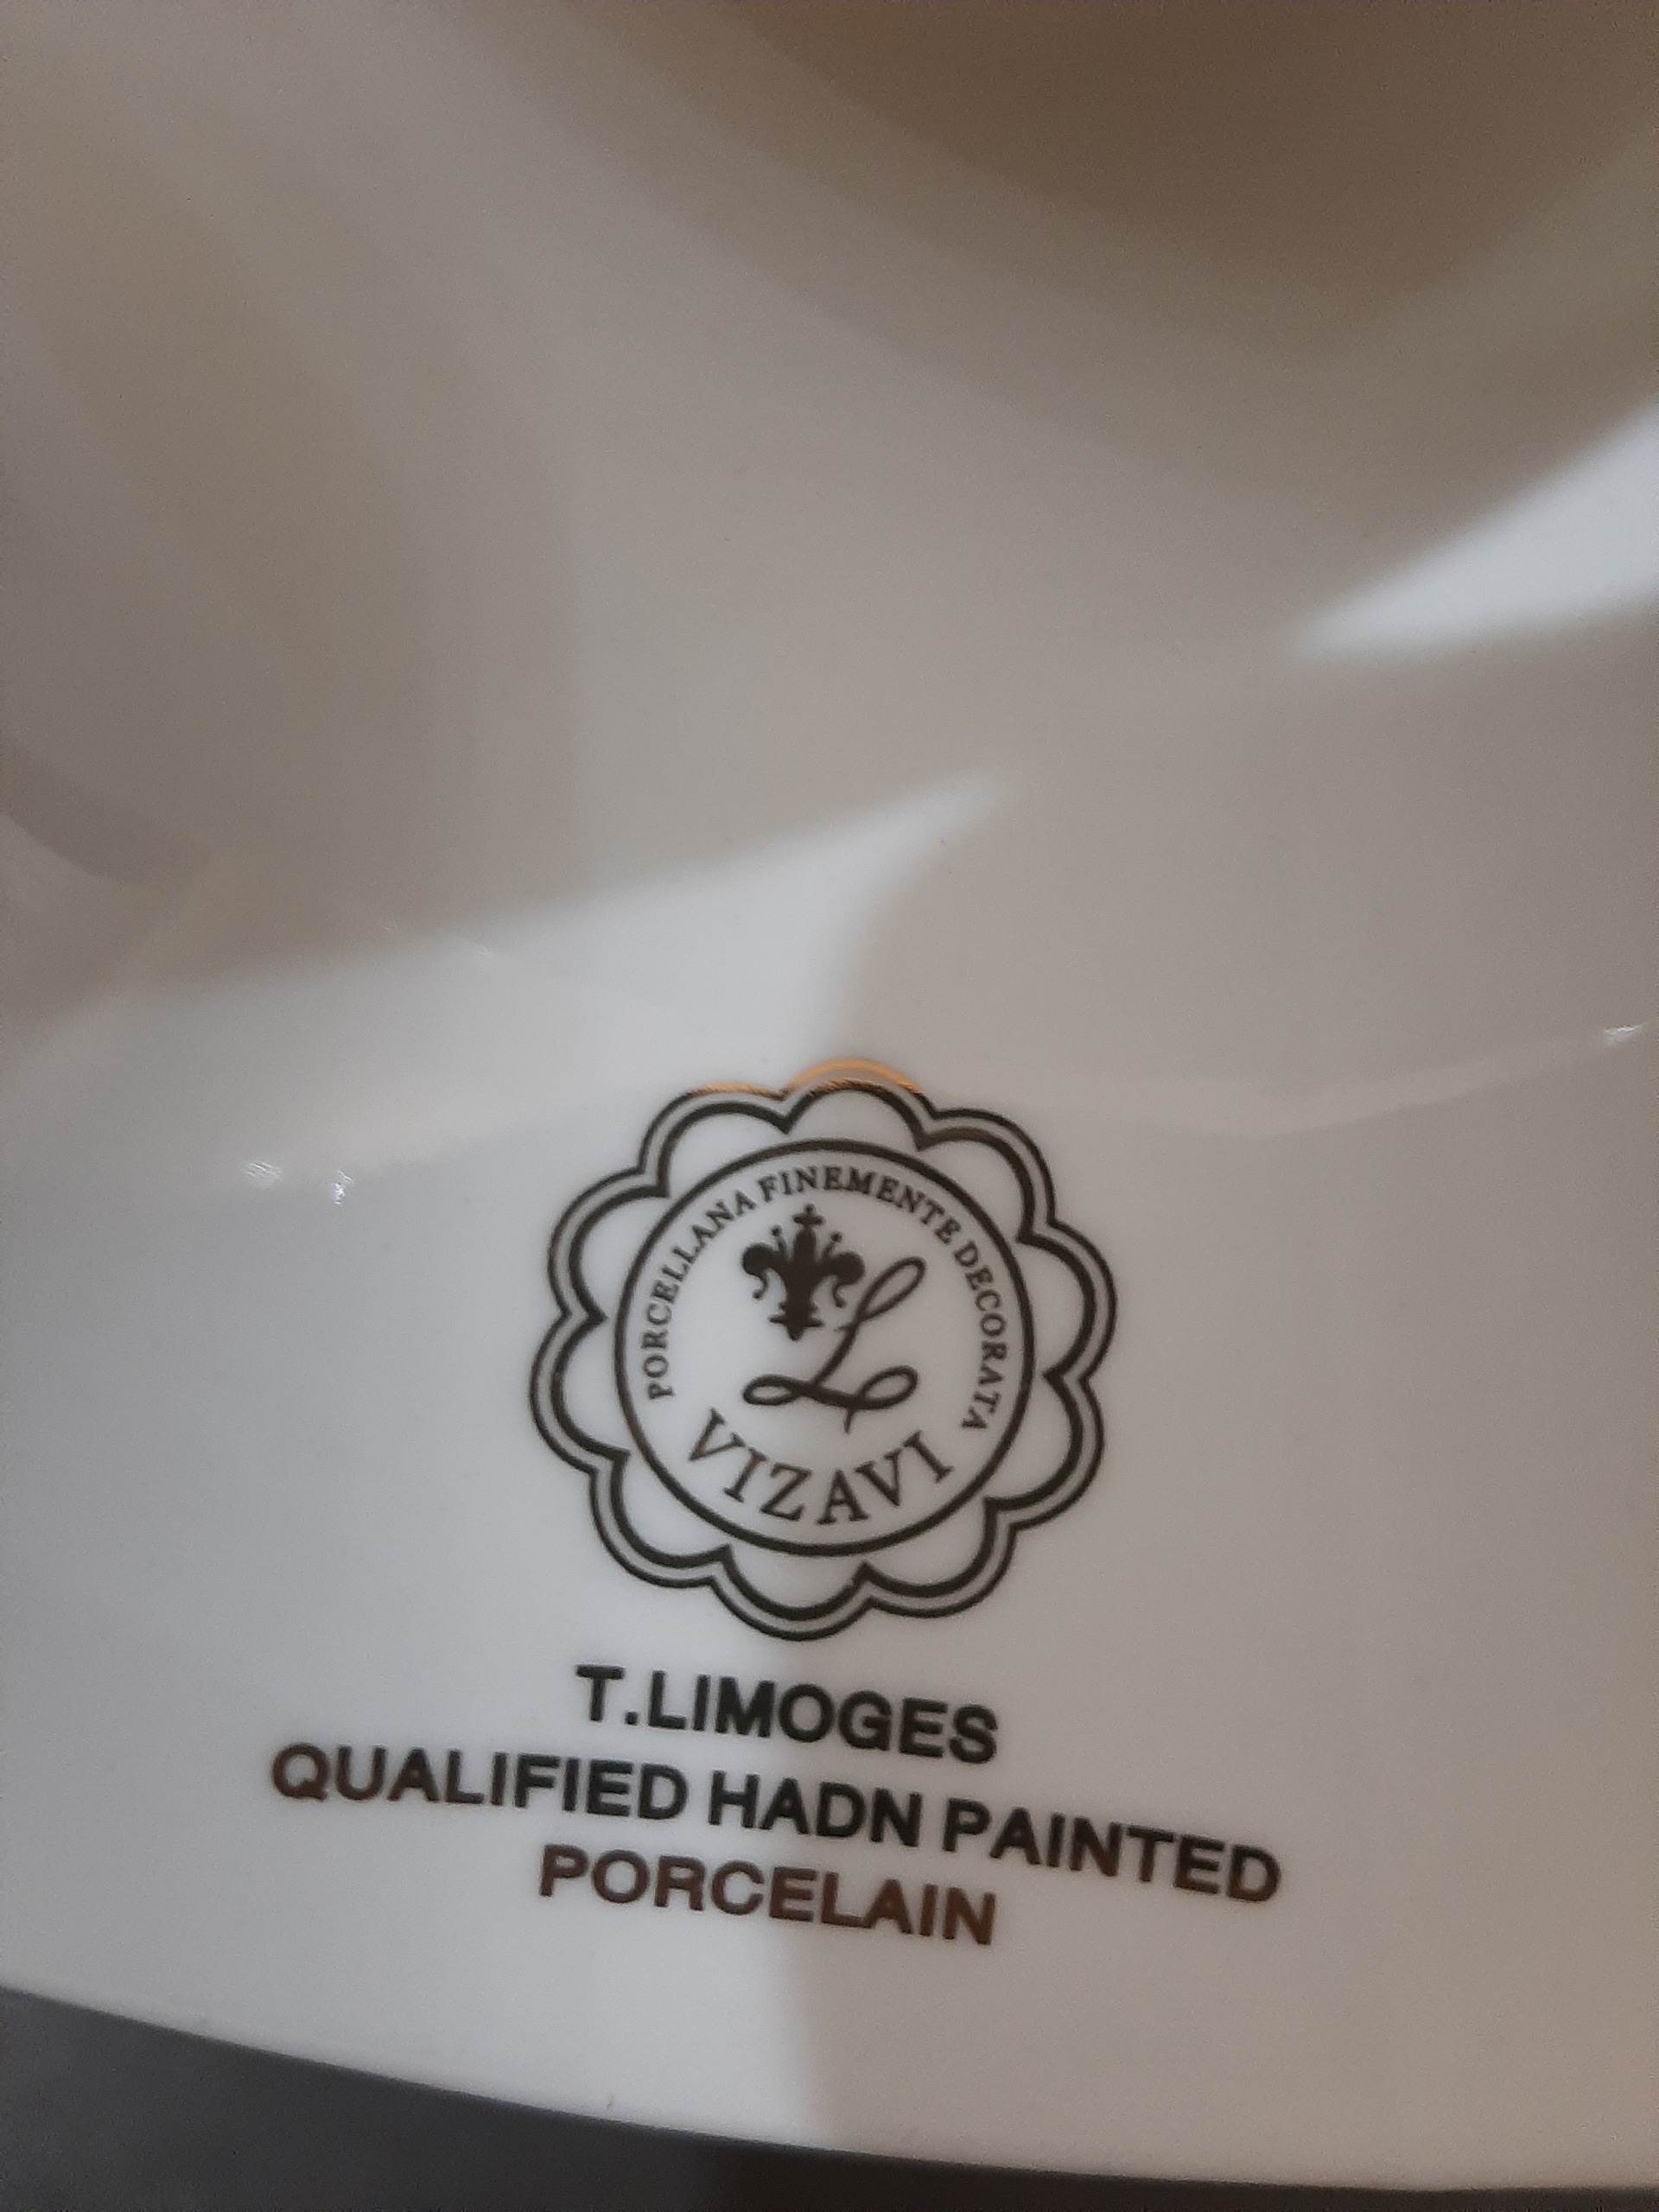 PORCELLANA FINEMENTE DECORATA
L
VIZAVI
T.LIMOGES
QUALIFIED HADN PAINTED
PORCELAIN